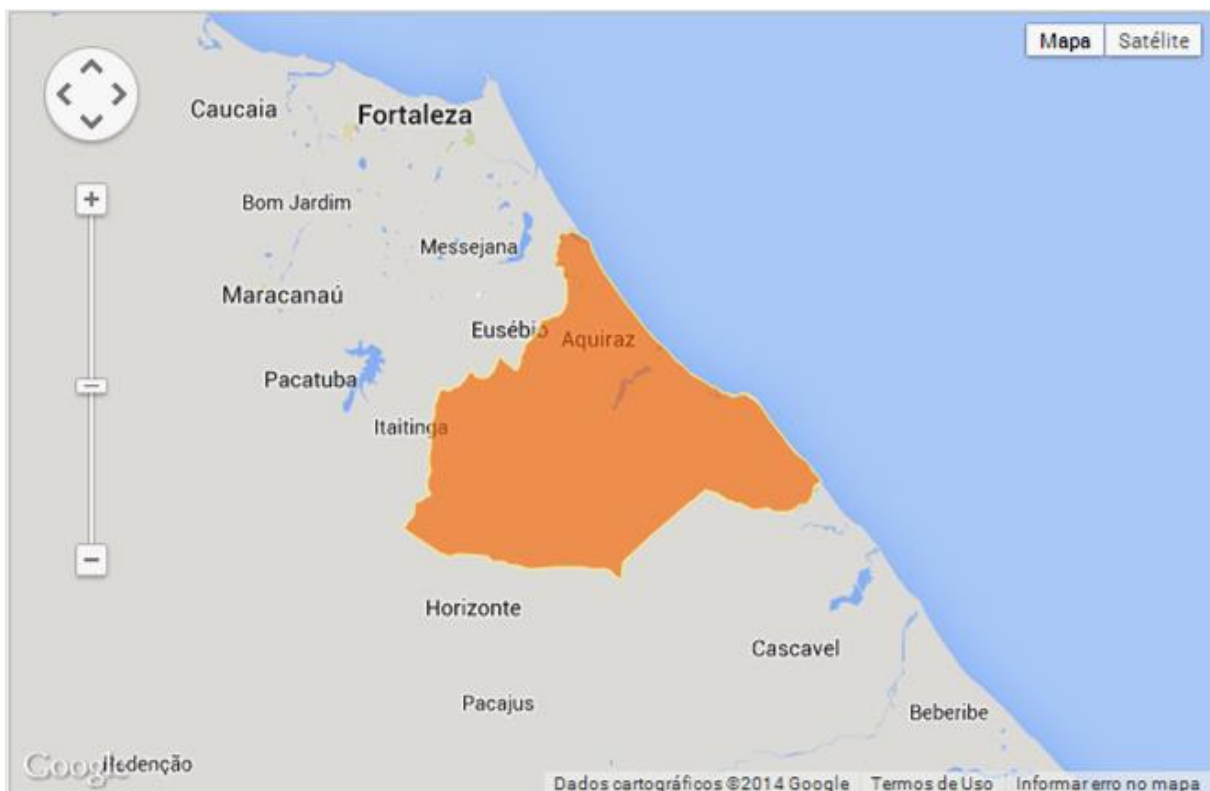 Mapa
Satélite
Caucaia
Fortaleza
Bom Jardim
Messejana
Maracanaú
Eusébio
Aquiraz
Pacatuba
Itaitinga
Horizonte
Cascavel
Pacajus
Beberibe
Google
Redenção
Dados cartográficos ©2014 Google
Termos de Uso
Informar erro no mapa